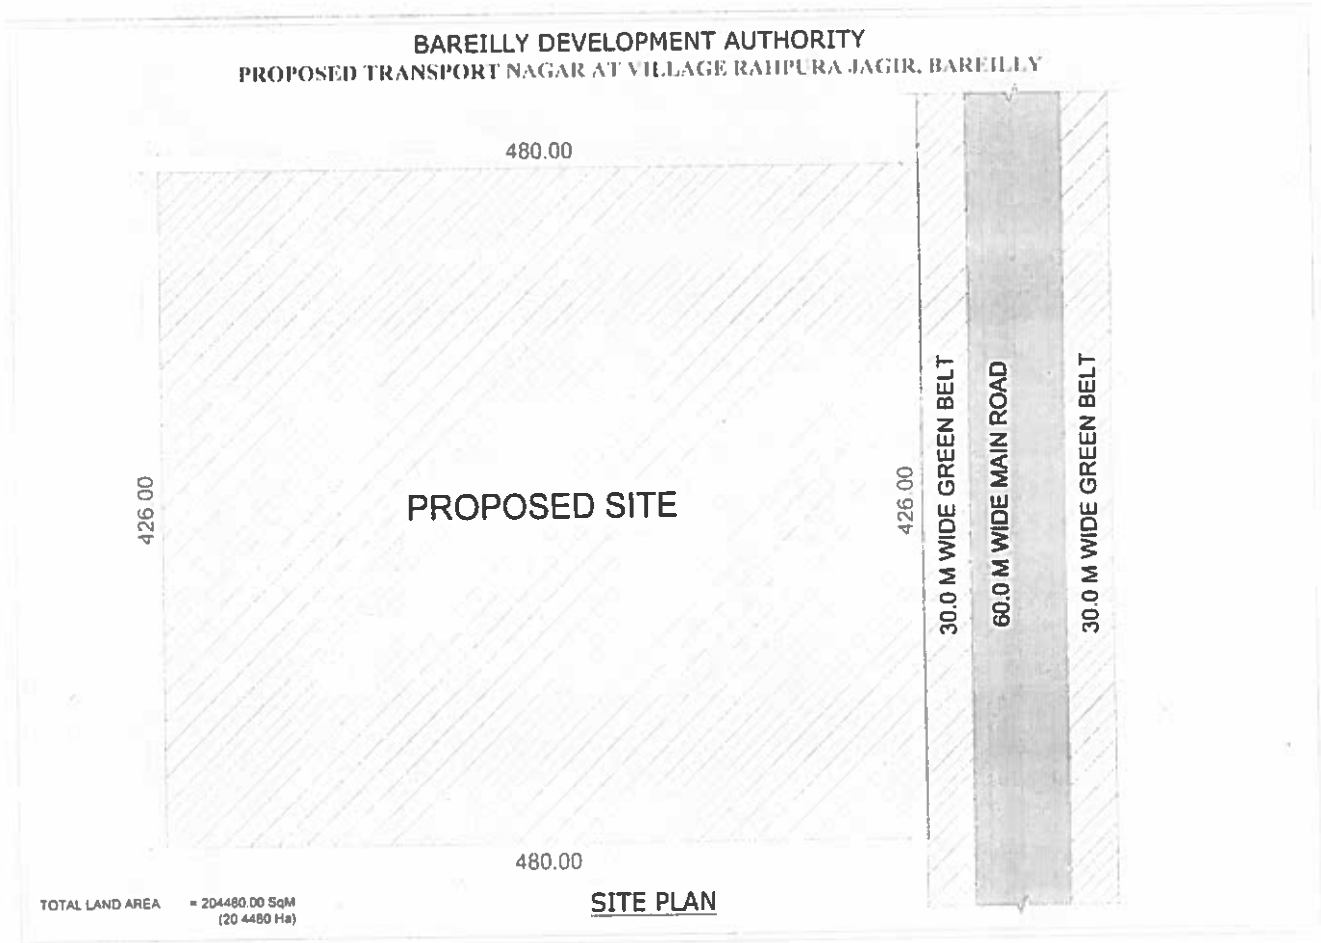 BAREILLY DEVELOPMENT AUTHORITY
PROPOSED TRANSPORT NAGAR AT VILLAGE RAHPURA JAGIR, BAREILLY
480.00
426.00
PROPOSED SITE
426.00
30.0 M WIDE GREEN BELT
60.0 M WIDE MAIN ROAD
30.0 M WIDE GREEN BELT
480.00
SITE PLAN
TOTAL LAND AREA = 204480.00 SqM
(20.4480 Ha)